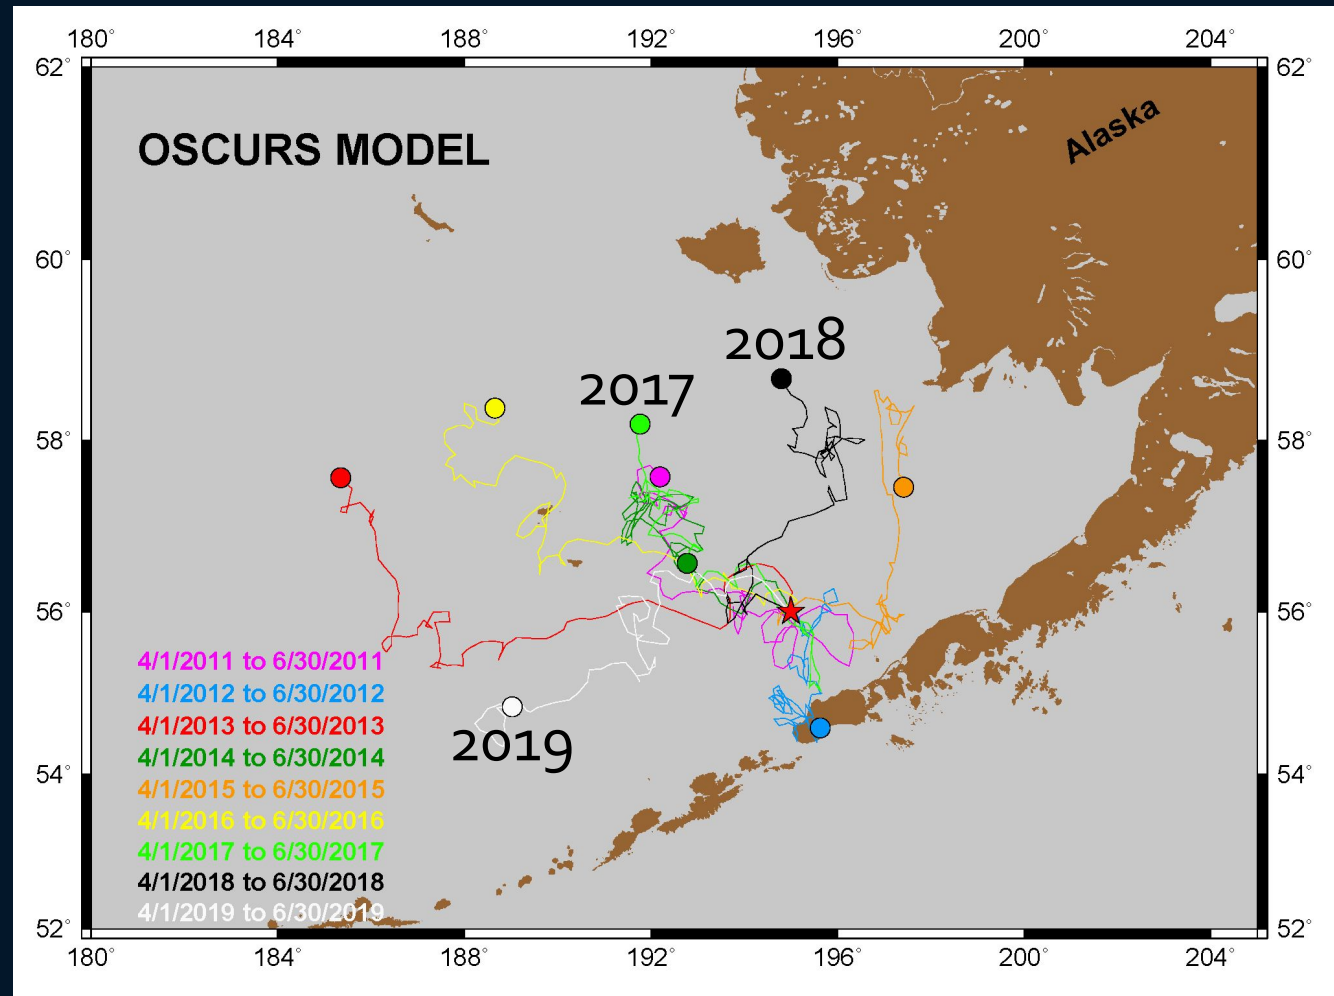 180° 184° 188° 192° 196° 200° 204°
62° 62°
OSCURS MODEL
Alaska
60° 60°
2018
2017
58° 58°
56° 56°
4/1/2011 to 6/30/2011
4/1/2012 to 6/30/2012
4/1/2013 to 6/30/2013
2019
4/1/2014 to 6/30/2014
54° 54°
4/1/2015 to 6/30/2015
4/1/2016 to 6/30/2016
4/1/2017 to 6/30/2017
4/1/2018 to 6/30/2018
4/1/2019 to 6/30/2019
52° 52°
180° 184° 188° 192° 196° 200° 204°